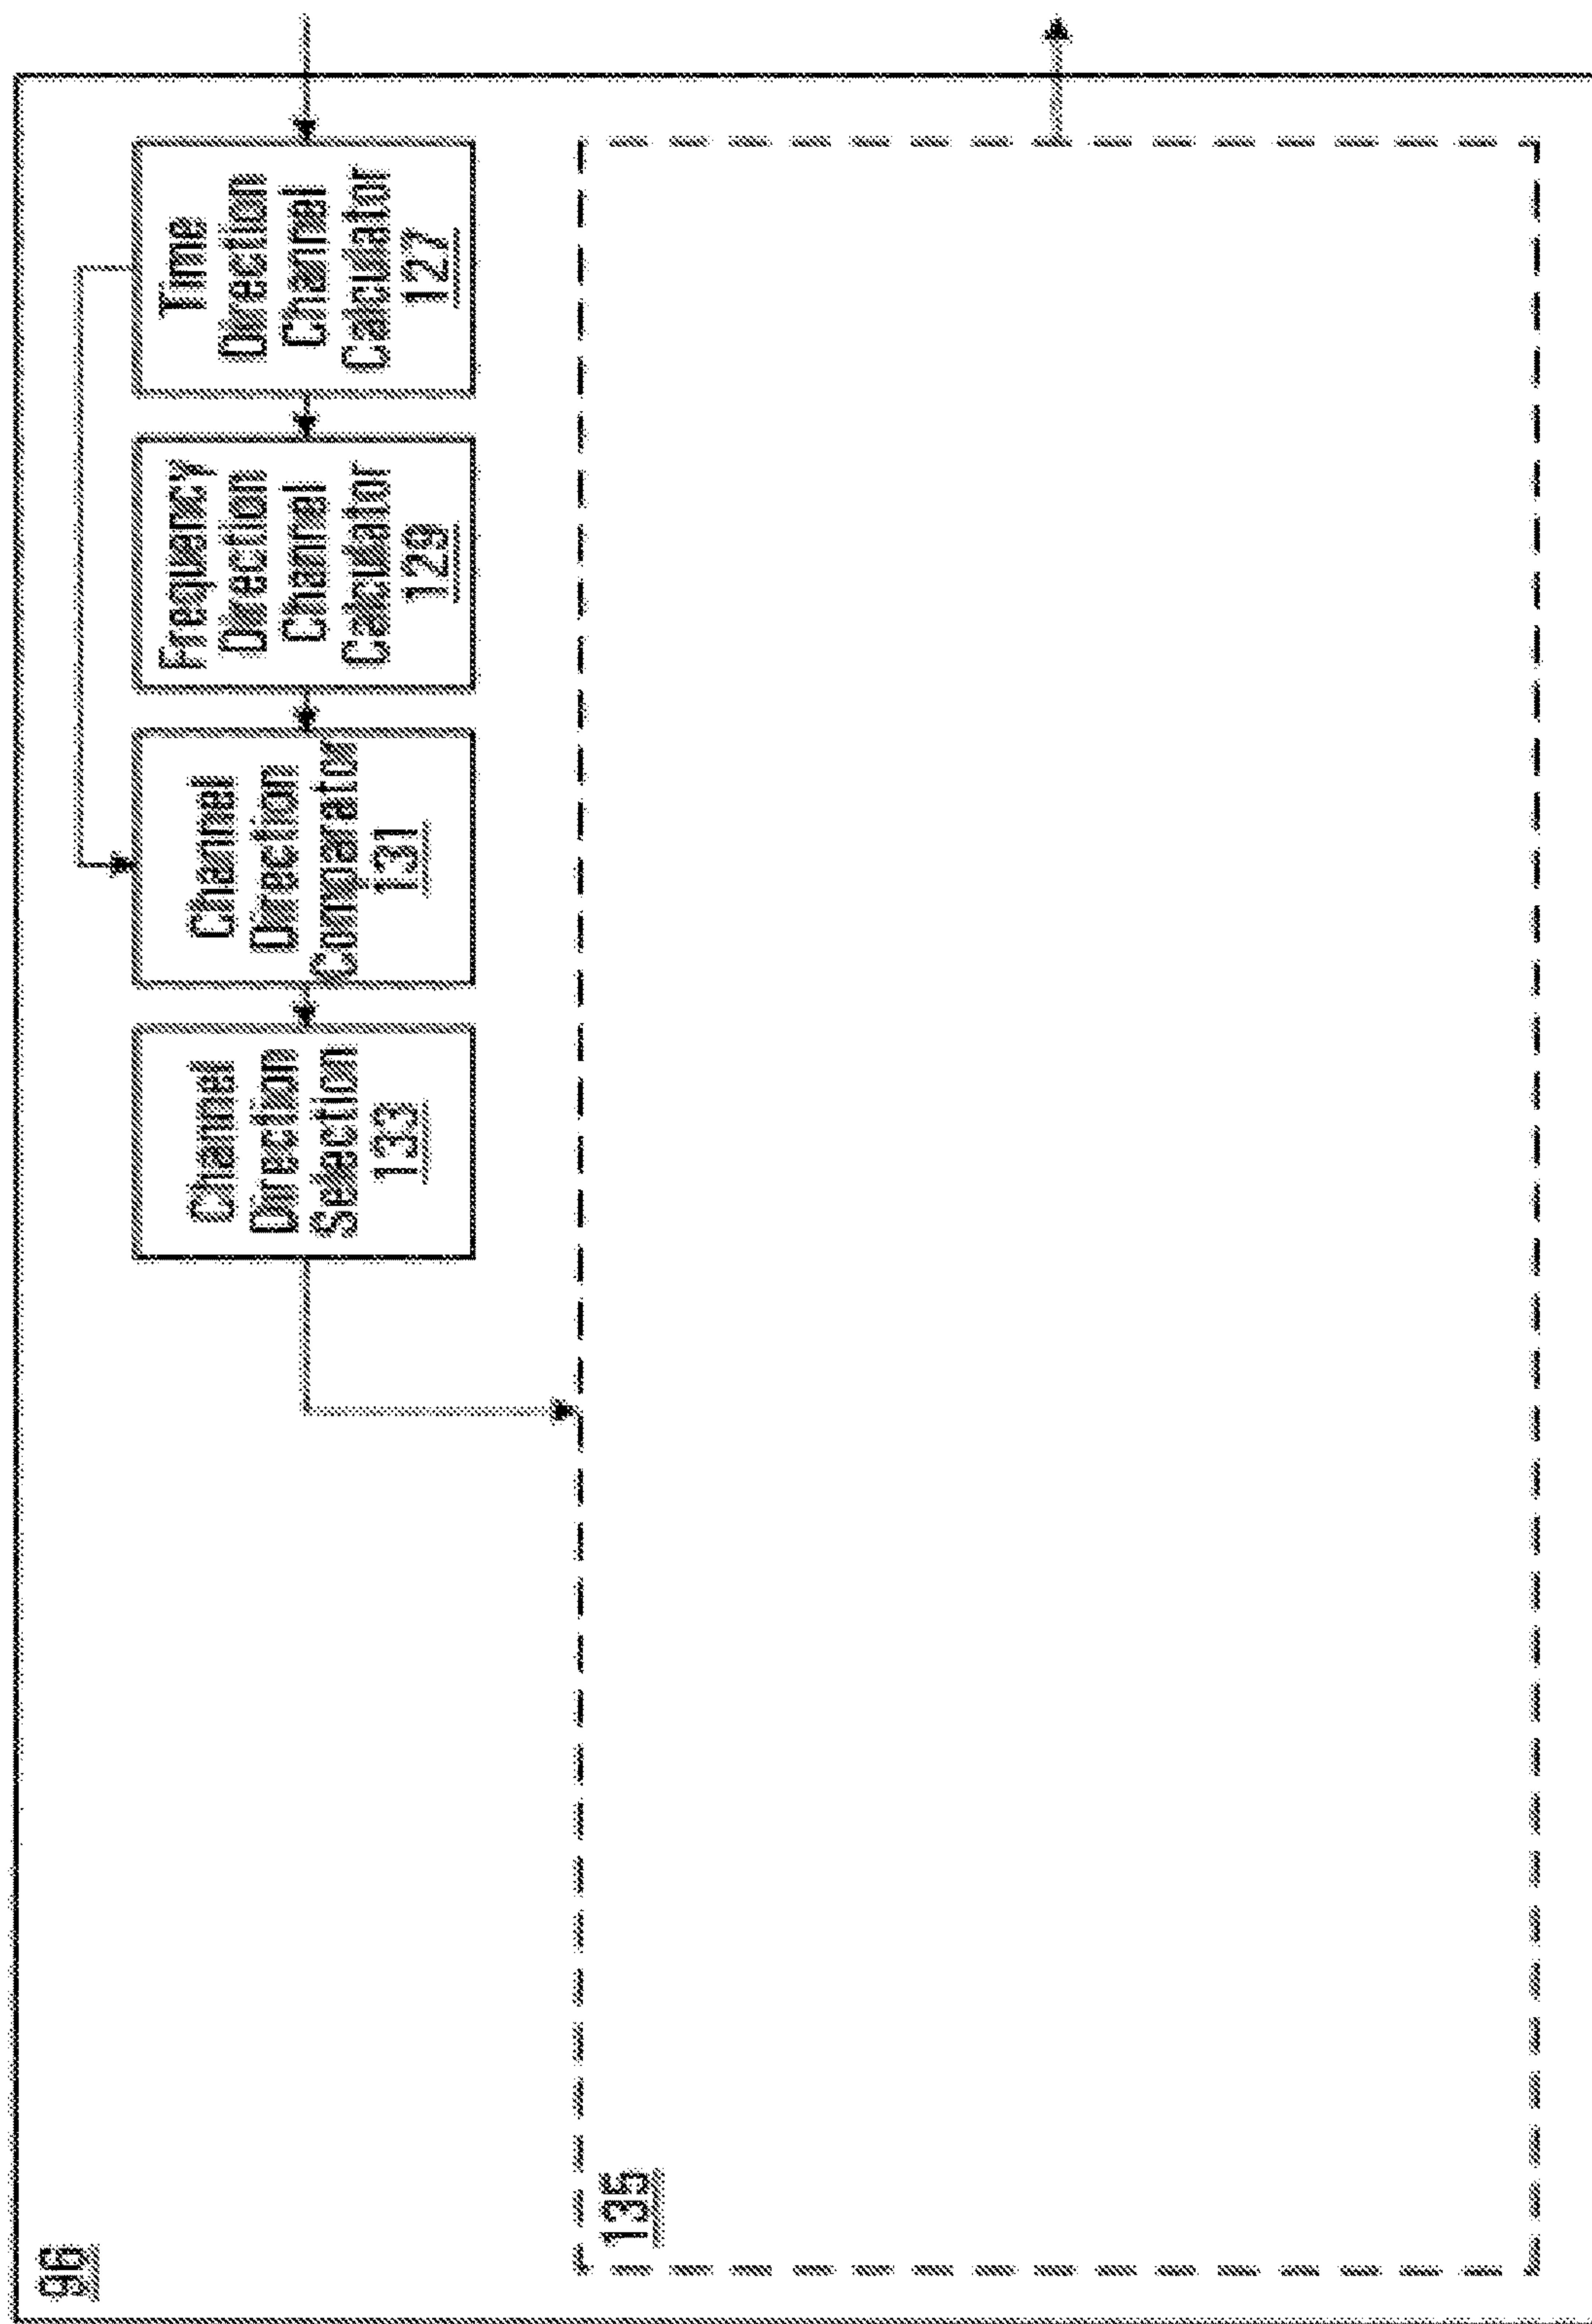 96
Time
Direction
Channel
Calculator
127
Frequency
Direction
Channel
Calculator
129
Channel
Direction
Comparator
131
Channel
Direction
Selection
133
135